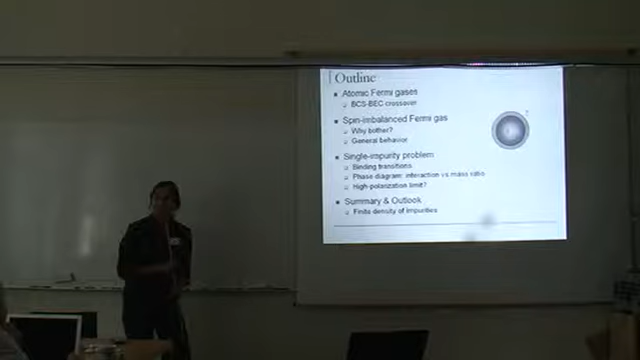 Outline
Atomic Fermi gases
BCS-BEC crossover
Spin-imbalanced Fermi gas
Why bother?
General behavior
Single-impurity problem
Binding transitions
Phase diagram: interaction vs mass ratio
High-polarization limit?
Summary & Outlook
Finite density of impurities